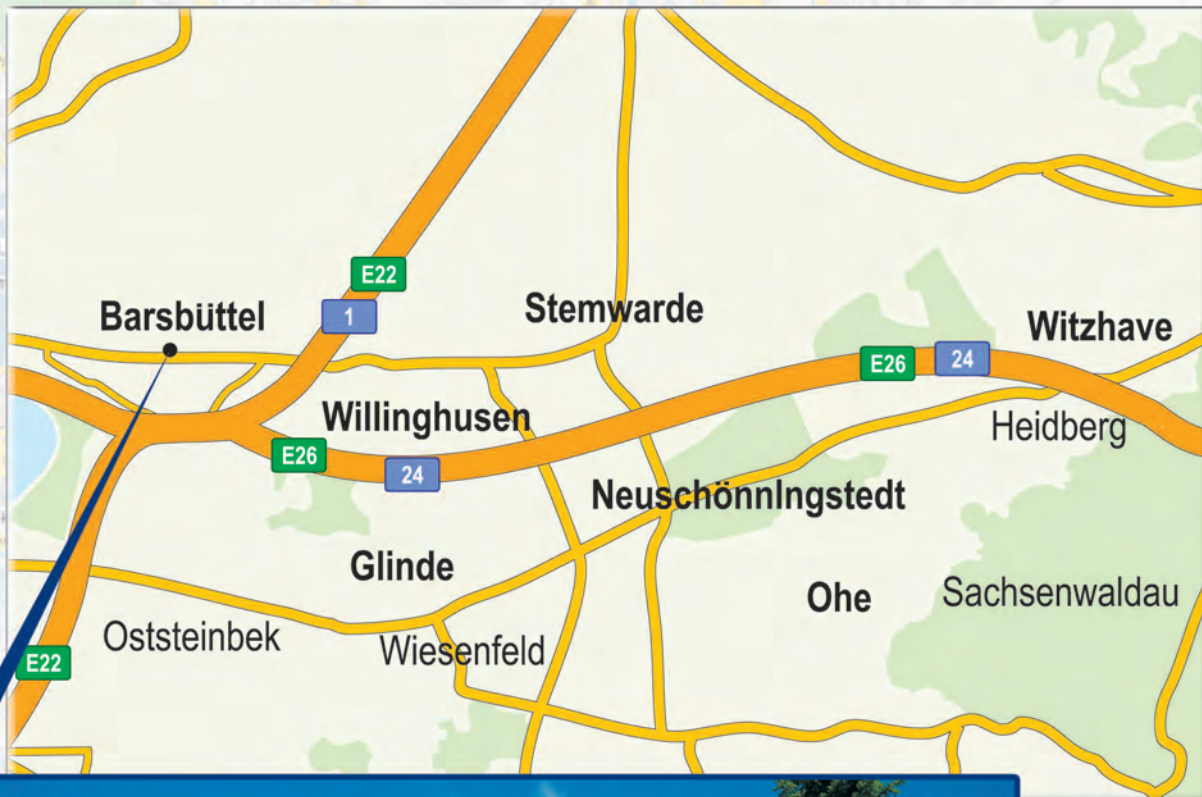 E22
1
Barsbüttel
Stemwarde
Witzhave
E26
24
Willinghusen
Heidberg
E26
24
NeuschönnIngstedt
Glinde
Ohe
Sachsenwaldau
Oststeinbek
Wiesenfeld
E22